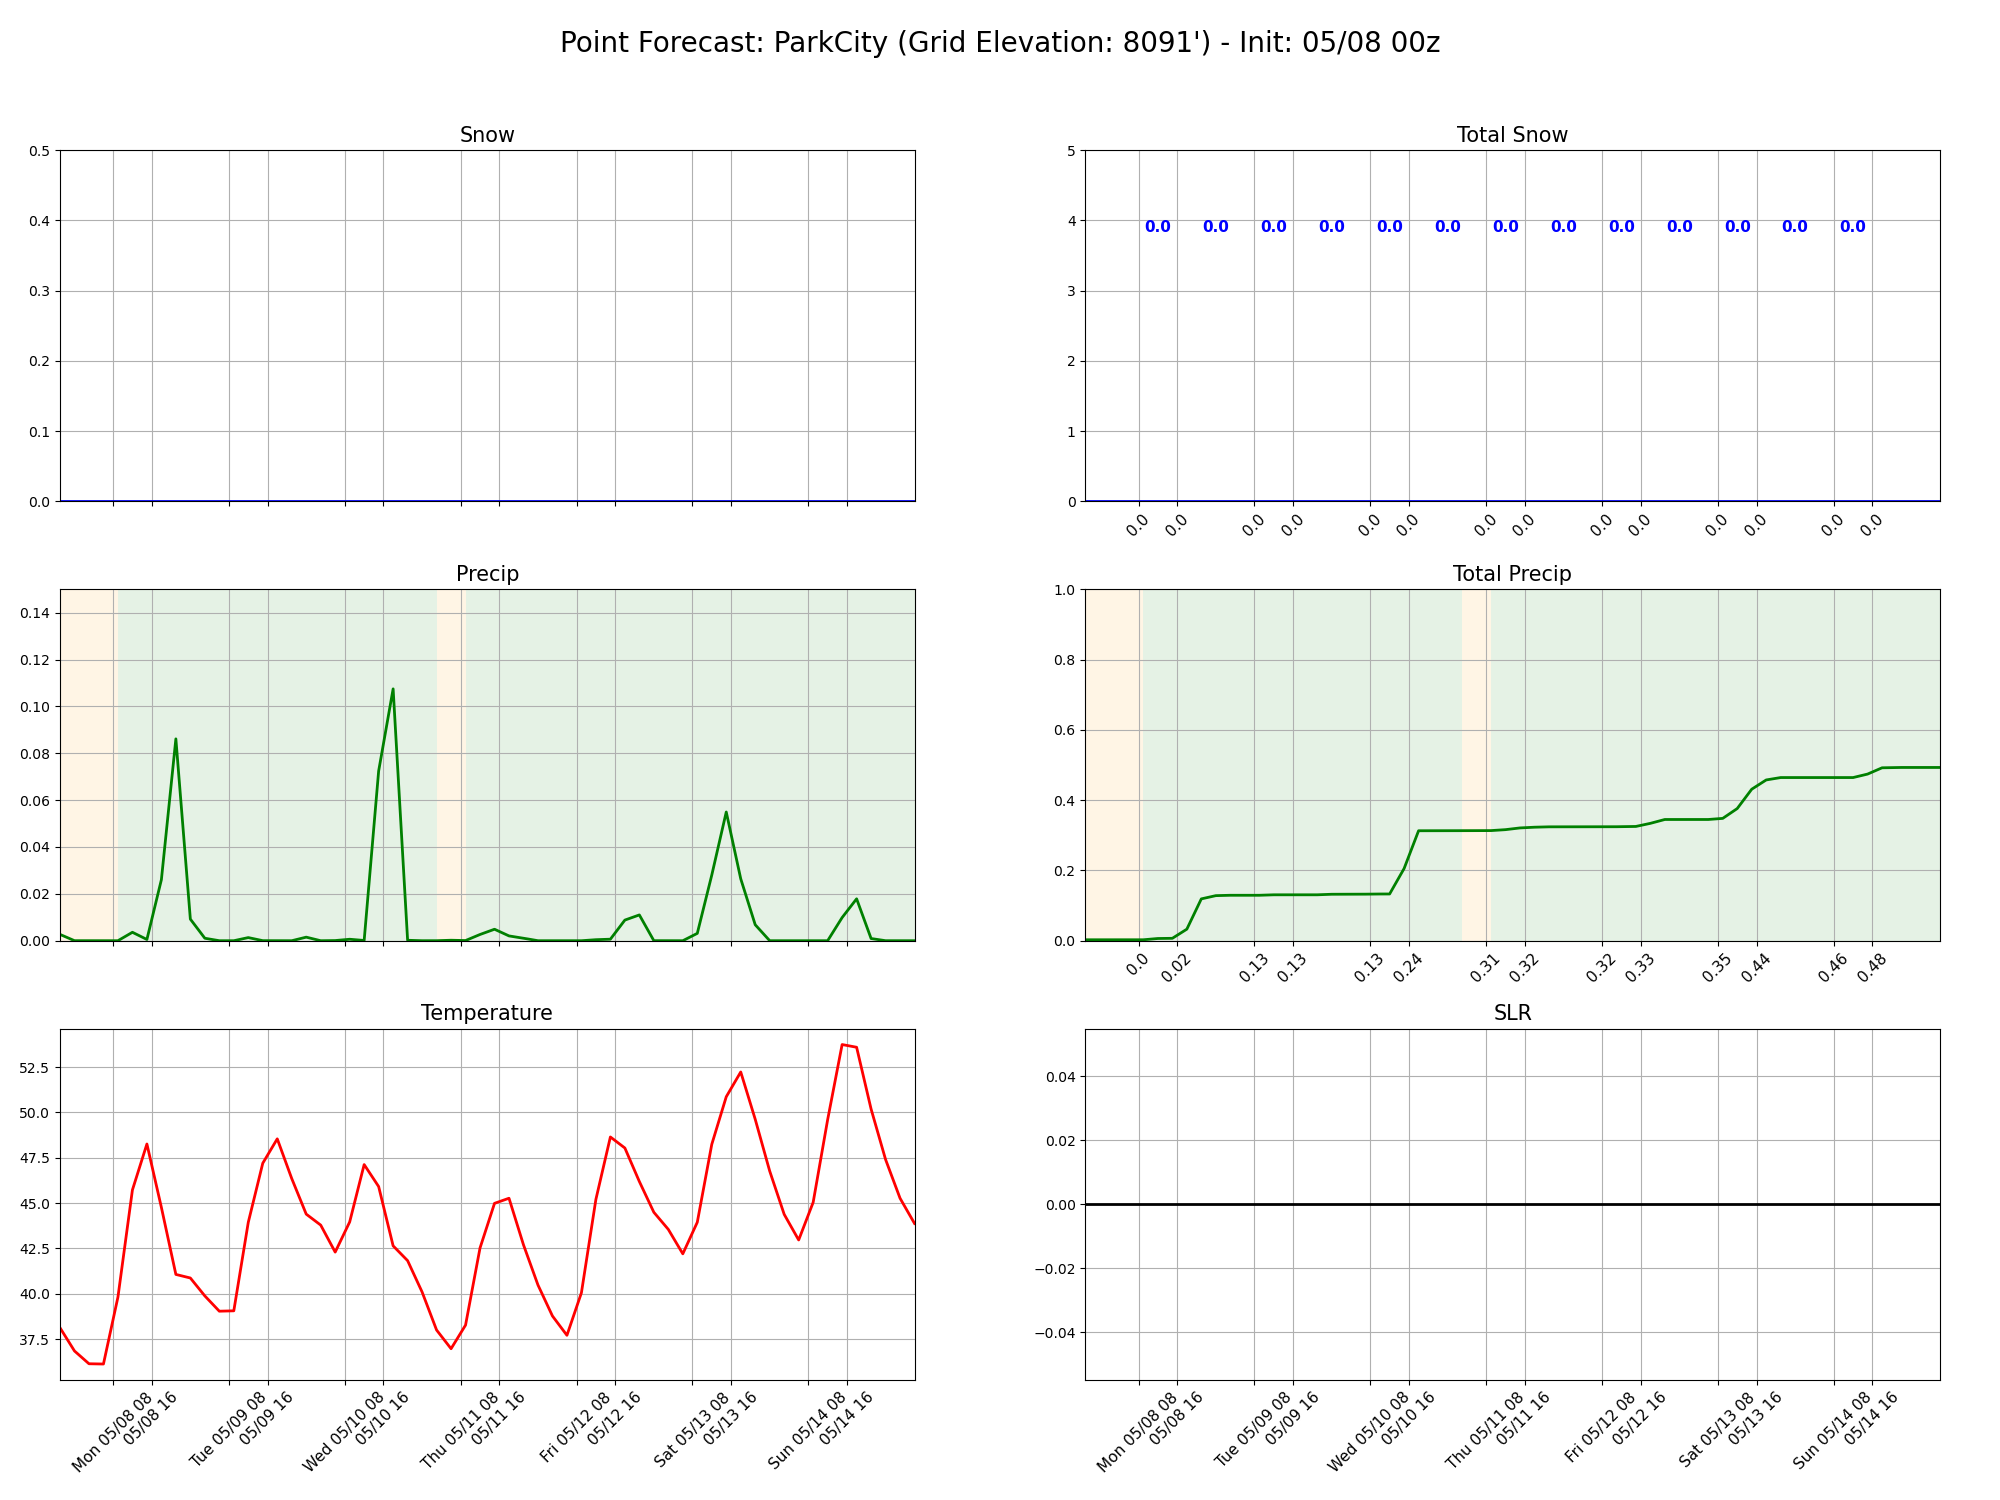 Point Forecast: ParkCity (Grid Elevation: 8091') - Init: 05/08 00z
Snow
0.5
0.4
0.3
0.2
0.1
0.0
Total Snow
5
4
3
2
1
0
0.0 0.0 0.0 0.0 0.0 0.0 0.0 0.0 0.0 0.0 0.0 0.0 0.0
0.0 0.0 0.0 0.0 0.0 0.0 0.0 0.0 0.0 0.0 0.0 0.0 0.0 0.0
Precip
0.14
0.12
0.10
0.08
0.06
0.04
0.02
0.00
Total Precip
1.0
0.8
0.6
0.4
0.2
0.0
0.0 0.02 0.13 0.13 0.13 0.24 0.31 0.32 0.32 0.33 0.35 0.44 0.46 0.48
Temperature
52.5
50.0
47.5
45.0
42.5
40.0
37.5
Mon 05/08 08
05/08 16
Tue 05/09 08
05/09 16
Wed 05/10 08
05/10 16
Thu 05/11 08
05/11 16
Fri 05/12 08
05/12 16
Sat 05/13 08
05/13 16
Sun 05/14 08
05/14 16
SLR
0.04
0.02
0.00
−0.02
−0.04
Mon 05/08 08
05/08 16
Tue 05/09 08
05/09 16
Wed 05/10 08
05/10 16
Thu 05/11 08
05/11 16
Fri 05/12 08
05/12 16
Sat 05/13 08
05/13 16
Sun 05/14 08
05/14 16